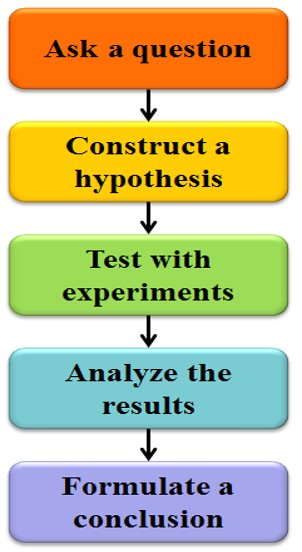 Ask a question
Construct a
hypothesis
Test with
experiments
Analyze the
results
Formulate a
conclusion